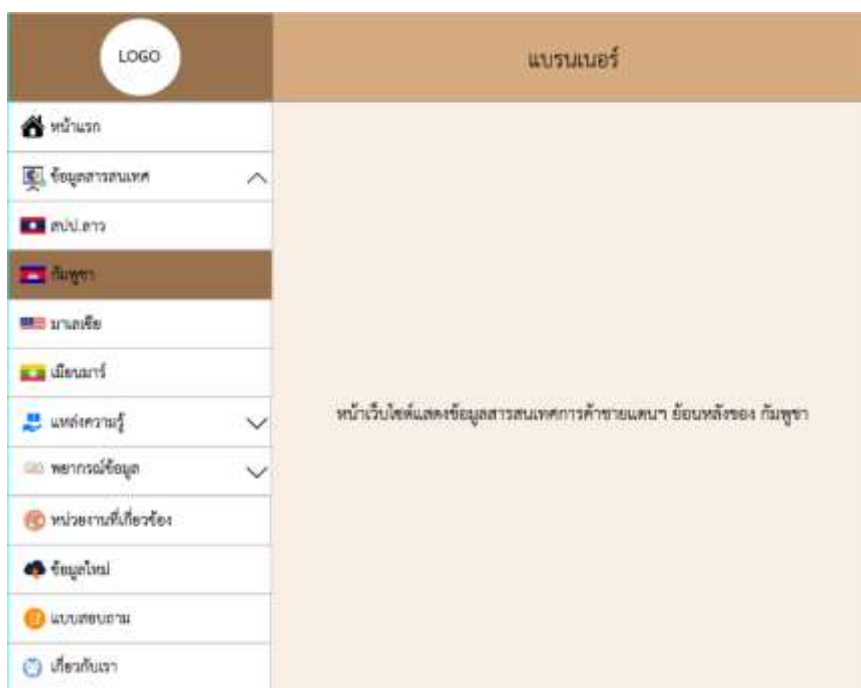 LOGO
แบรนเนอร์
หน้าแรก
ข้อมูลสารสนเทศ
สปป.ลาว
กัมพูชา
มาเลเซีย
เมียนมาร์
แหล่งความรู้
หน้าเว็บไซต์แสดงข้อมูลสารสนเทศการค้าชายแดนฯ ย้อนหลังของ กัมพูชา
พยากรณ์ข้อมูล
หน่วยงานที่เกี่ยวข้อง
ข้อมูลใหม่
แบบสอบถาม
เกี่ยวกับเรา